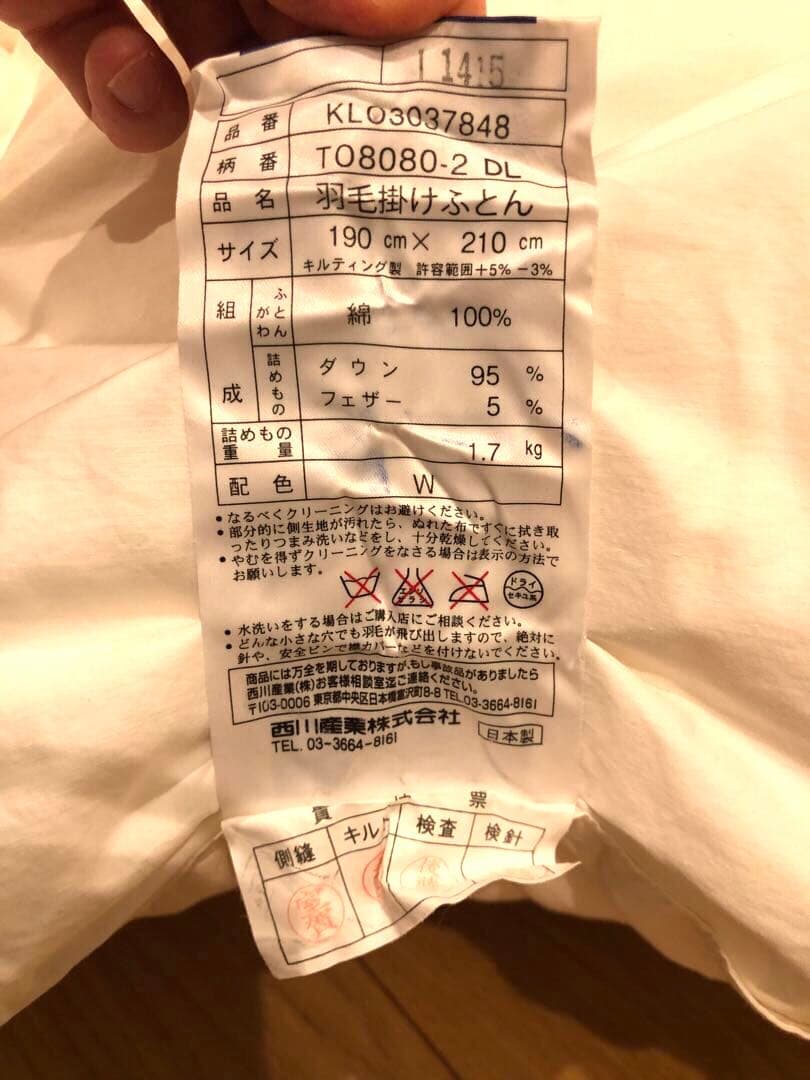 11415
品番 KLO3037848
柄番 TO8080-2 DL
品名 羽毛掛けふとん
サイズ 190 cm× 210 cm
キルティング製 許容範囲+5% -3%
組成 ふとんがわ 綿 100%
詰めもの ダウン 95 %
フェザー 5 %
詰めもの重量 1.7 kg
配色 W
•なるべくクリーニングはお避けください。
•部分的に側生地が汚れたら、ぬれた布ですぐに拭き取
ったりつまみ洗いなどをし、十分乾燥してください。
•やむを得ずクリーニングをなさる場合は表示の方法で
お願いします。
エンソサラシ
ドライ
セキユ系
•水洗いをする場合はご購入店にご相談ください。
•どんな小さな穴でも羽毛が飛び出しますので、絶対に
針や、安全ピンで襟カバーなどを付けないでください。
商品には万全を期しておりますが、もし事故品がありましたら
西川産業(株)お客様相談室迄ご連絡ください。
〒103-0006 東京都中央区日本橋富沢町8-8 TEL.03-3664-8161
西川産業株式会社
TEL. 03-3664-8161
日本製
票
側縫 キル 検査 検針